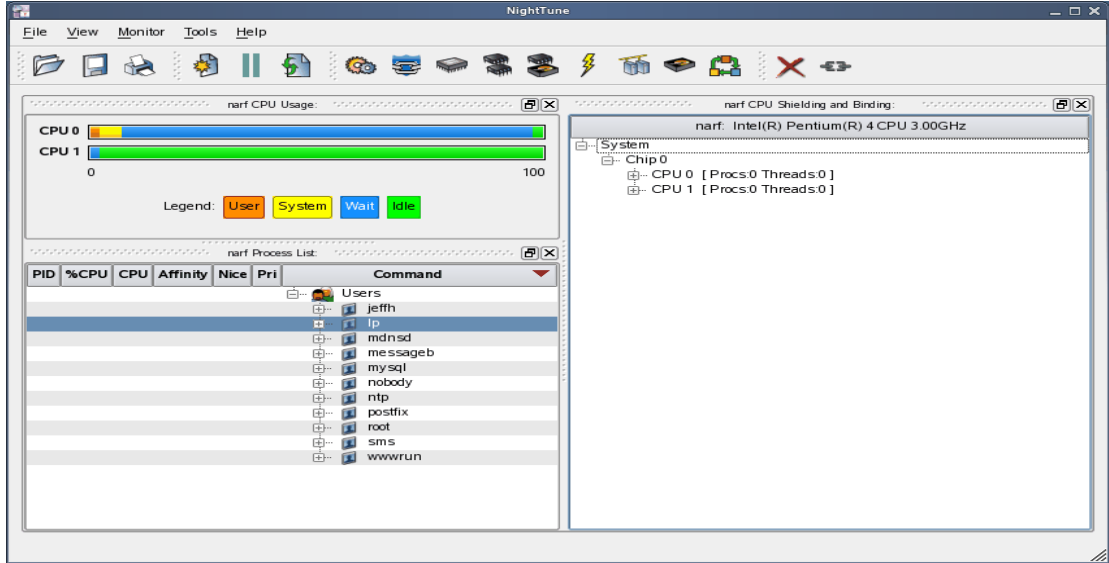 NightTune
File View Monitor Tools Help
narf CPU Usage:
CPU 0
CPU 1
0 100
Legend: User System Wait Idle
narf Process List:
PID %CPU CPU Affinity Nice Pri Command
Users
jeffh
lp
mdnsd
messageb
mysql
nobody
ntp
postfix
root
sms
wwwrun
narf CPU Shielding and Binding:
narf: Intel(R) Pentium(R) 4 CPU 3.00GHz
System
Chip 0
CPU 0 [ Procs:0 Threads:0 ]
CPU 1 [ Procs:0 Threads:0 ]